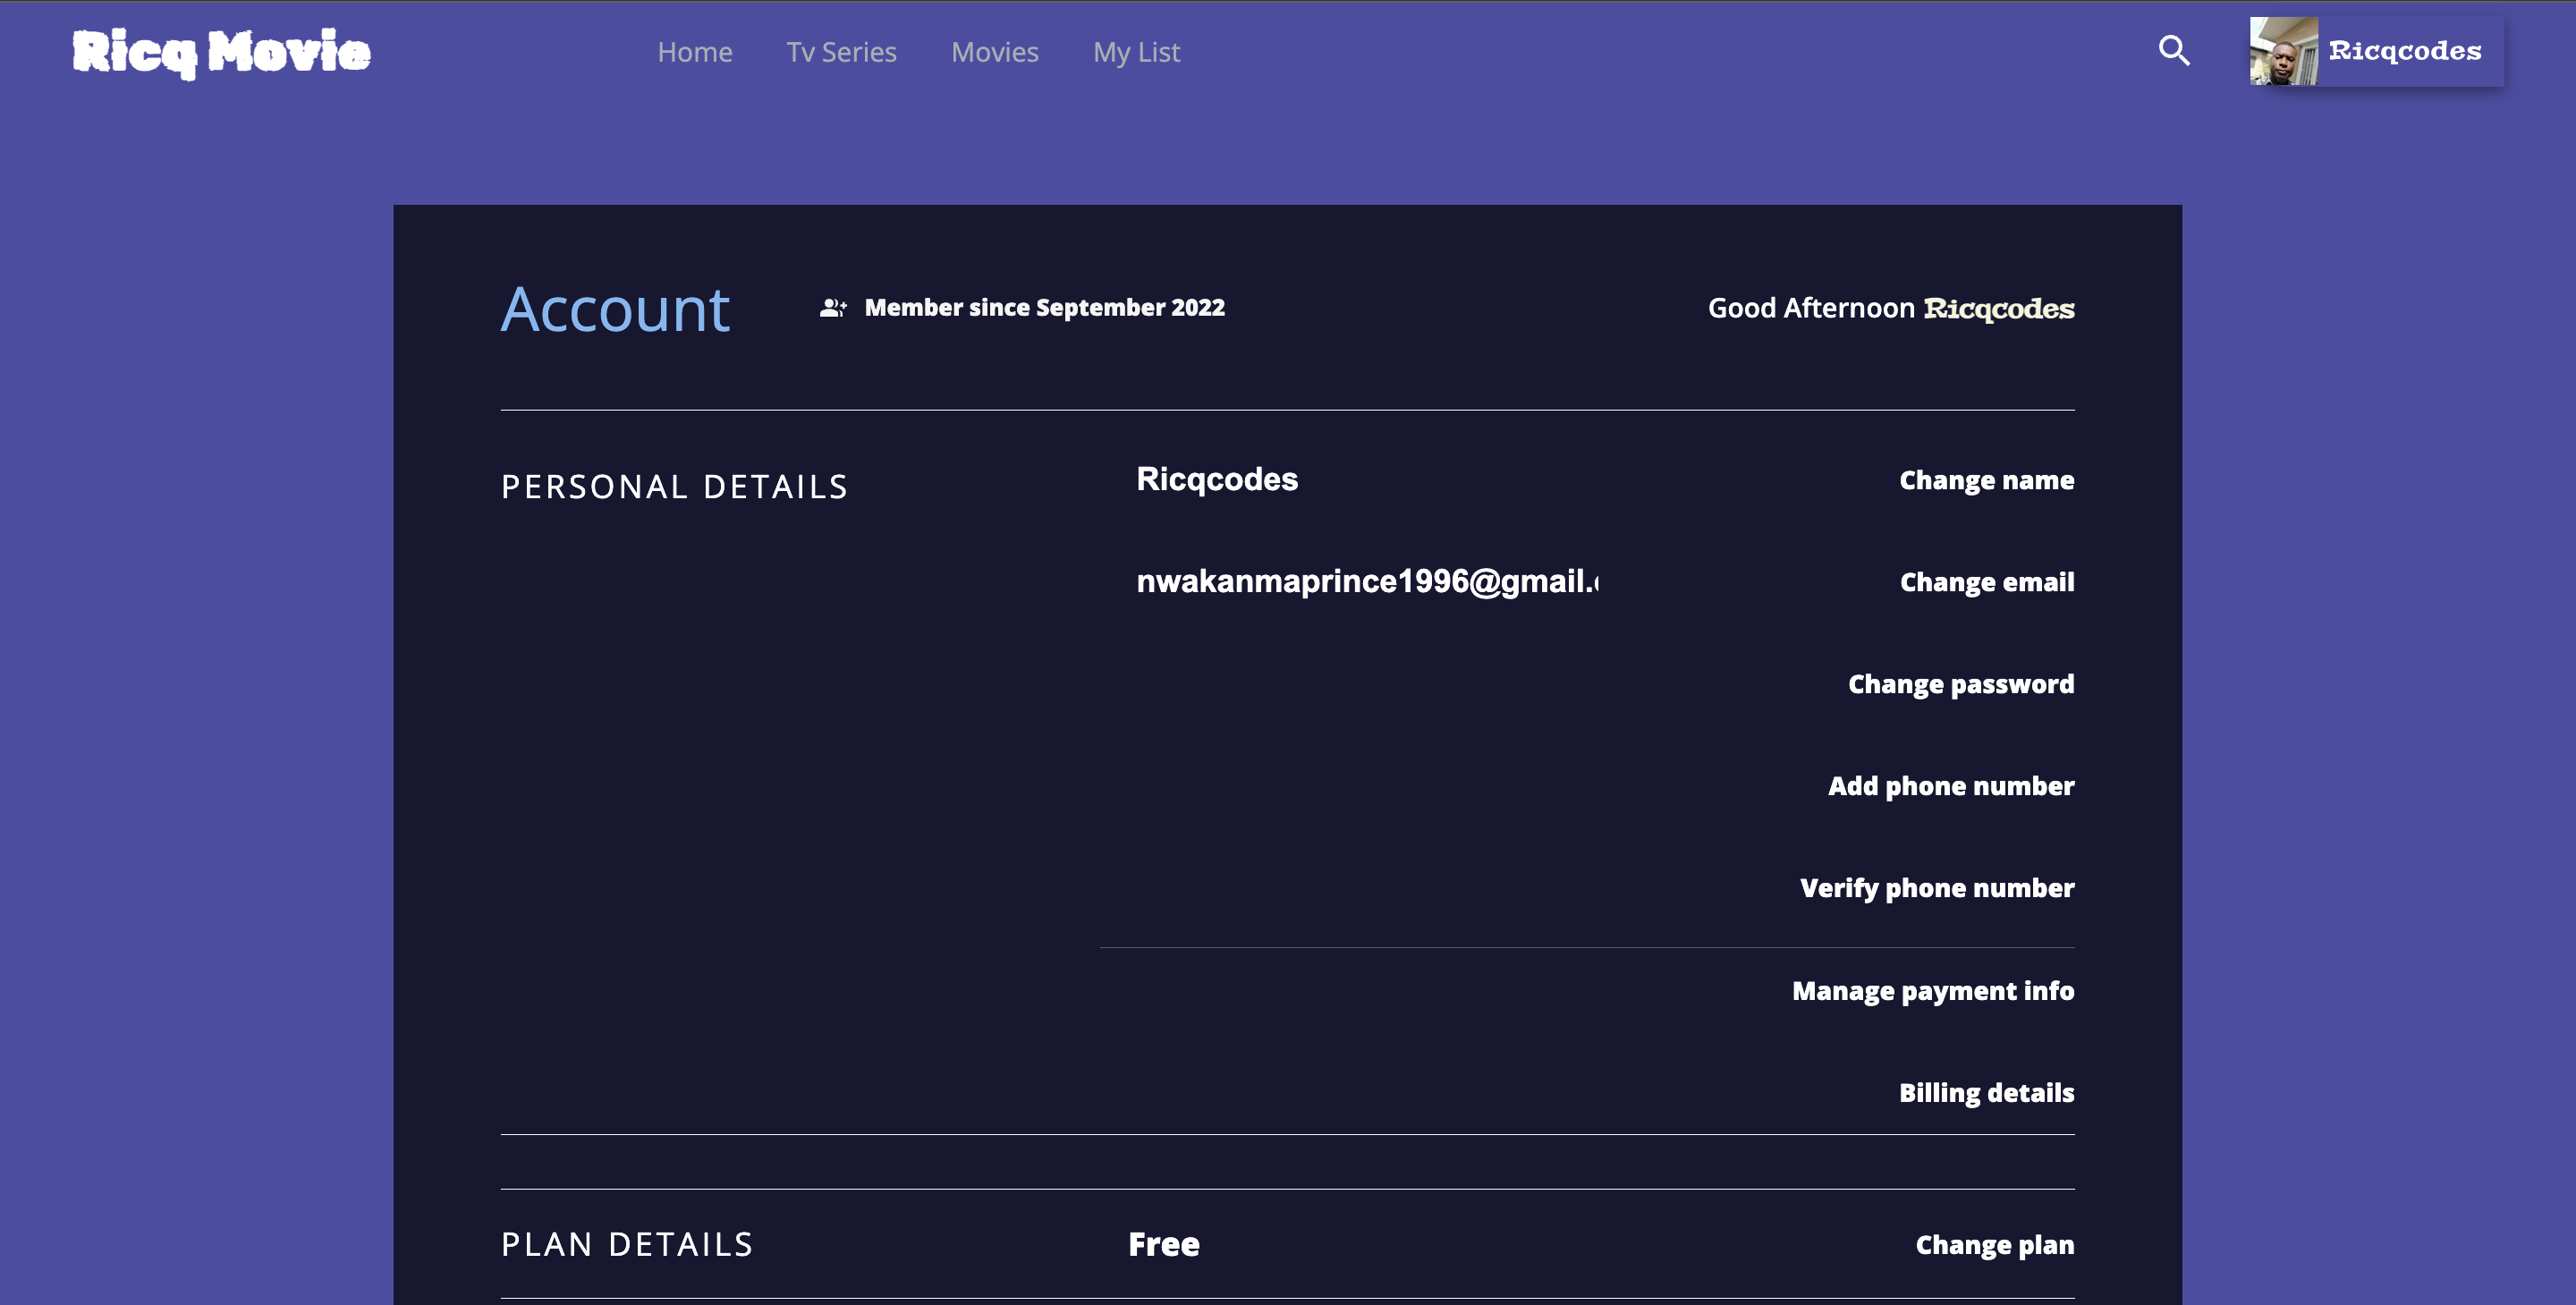 Ricq Movie Home Tv Series Movies My List Ricqcodes
Account Member since September 2022 Good Afternoon Ricqcodes
PERSONAL DETAILS Ricqcodes Change name
nwakanmaprince1996@gmail. Change email
Change password
Add phone number
Verify phone number
Manage payment info
Billing details
PLAN DETAILS Free Change plan